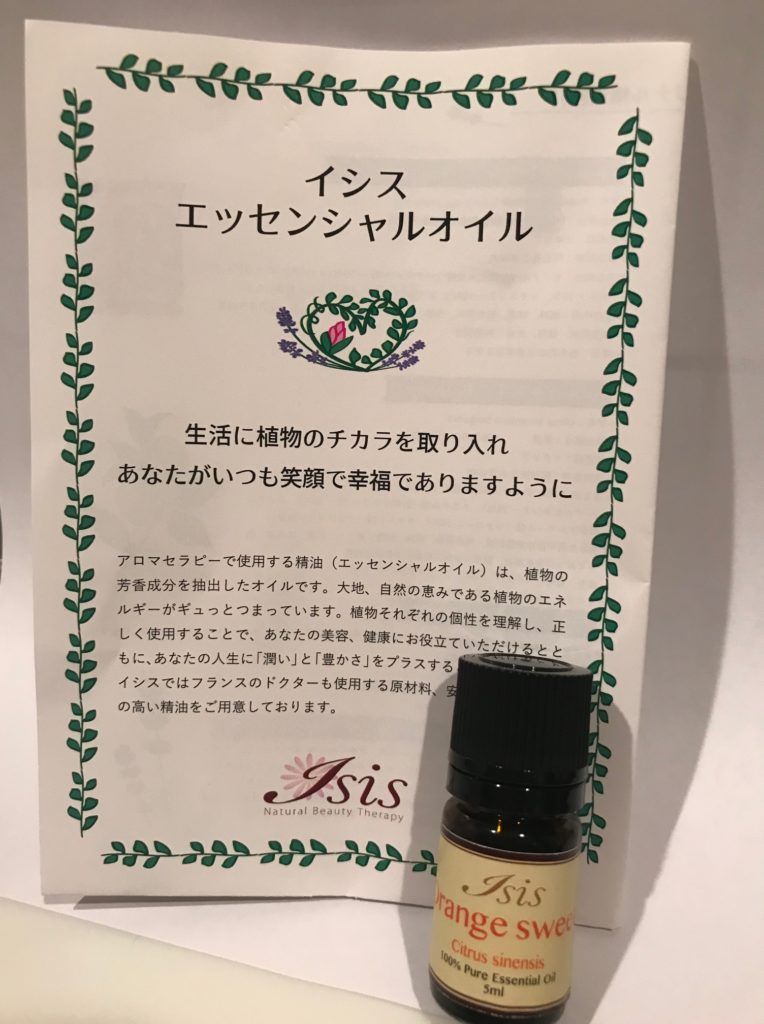 イシス
エッセンシャルオイル
生活に植物のチカラを取り入れ
あなたがいつも笑顔で幸福でありますように
アロマセラピーで使用する精油（エッセンシャルオイル）は、植物の
芳香成分を抽出したオイルです。大地、自然の恵みである植物のエネ
ルギーがギュっとつまっています。植物それぞれの個性を理解し、正
しく使用することで、あなたの美容、健康にお役立ていただけるとと
もに、あなたの人生に「潤い」と「豊かさ」をプラスする
イシスではフランスのドクターも使用する原材料、安
の高い精油をご用意しております。
Isis
Natural Beauty Therapy
Isis
Orange swee
Citrus sinensis
100% Pure Essential Oil
5ml